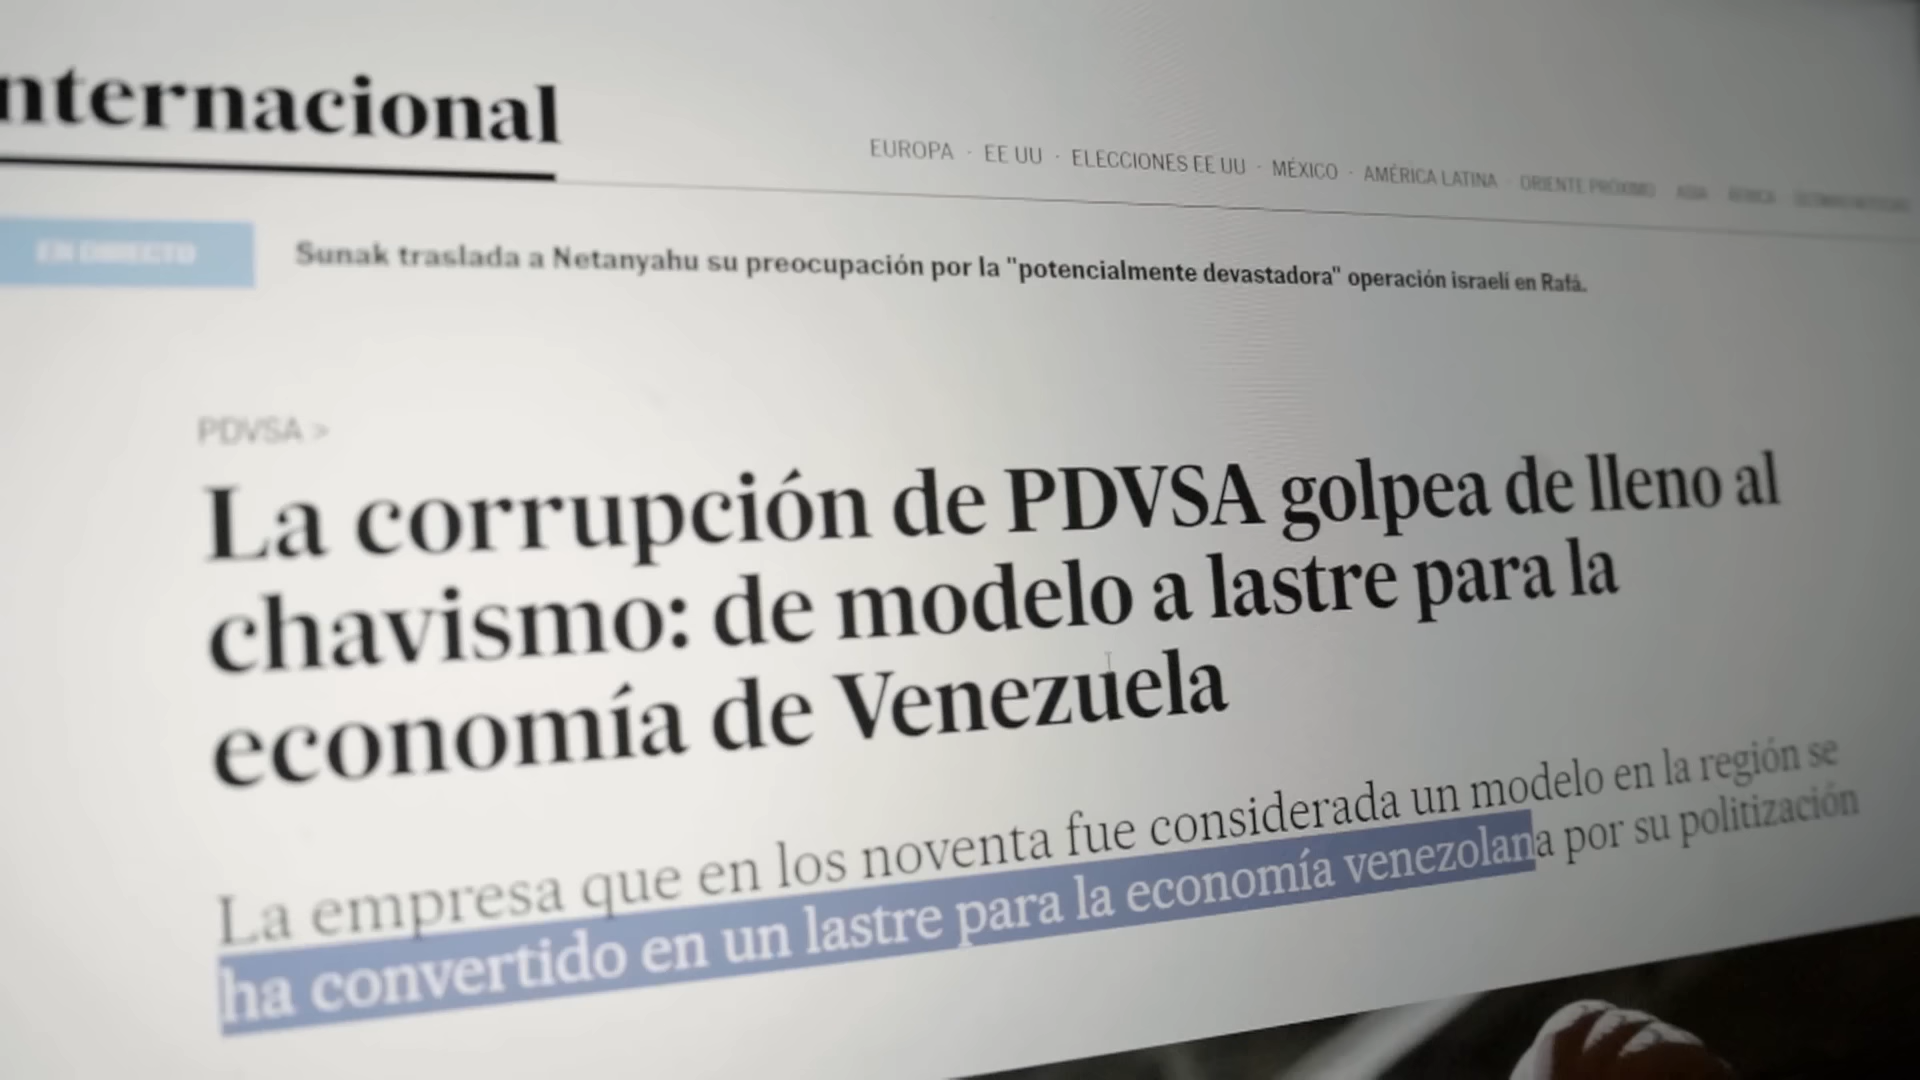 nternacional
EUROPA · EE UU · ELECCIONES EE UU · MÉXICO · AMÉRICA LATINA · ORIENTE PRÓXIMO ASIA ÁFRICA
EN DIRECTO
Sunak traslada a Netanyahu su preocupación por la "potencialmente devastadora" operación israelí en Rafá.
PDVSA >
La corrupción de PDVSA golpea de lleno al
chavismo: de modelo a lastre para la
economía de Venezuela
La empresa que en los noventa fue considerada un modelo en la región se
ha convertido en un lastre para la economía venezolana por su politización